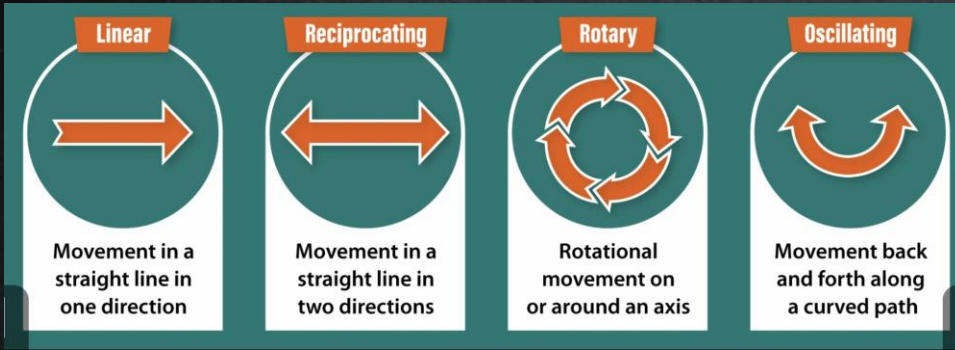 Linear
Movement in a
straight line in
one direction
Reciprocating
Movement in a
straight line in
two directions
Rotary
Rotational
movement on
or around an axis
Oscillating
Movement back
and forth along
a curved path